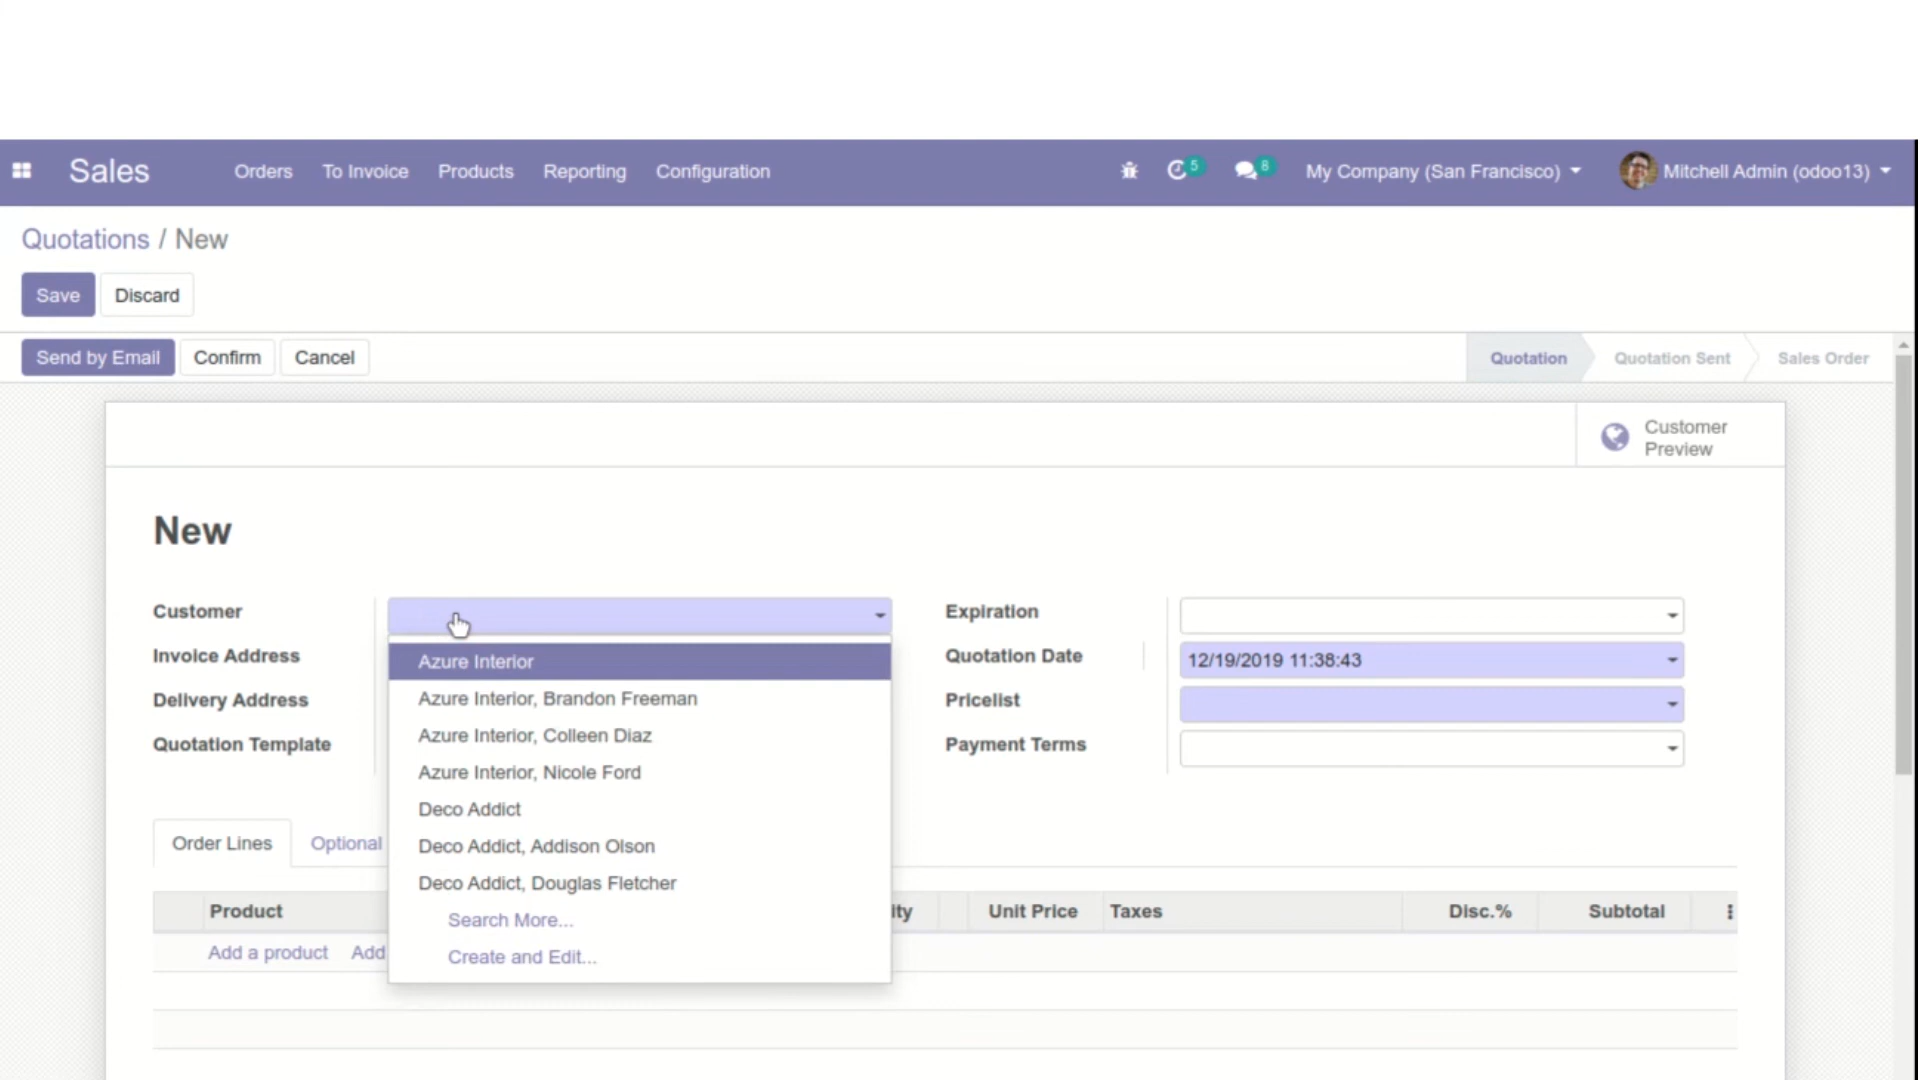 Sales Orders To Invoice Products Reporting Configuration 5 8 My Company (San Francisco) Mitchell Admin (odoo13)
Quotations / New
Save Discard
Send by Email Confirm Cancel Quotation Quotation Sent Sales Order
Customer
Preview
New
Customer Expiration
Invoice Address Quotation Date 12/19/2019 11:38:43
Delivery Address Pricelist
Quotation Template Payment Terms
Azure Interior
Azure Interior, Brandon Freeman
Azure Interior, Colleen Diaz
Azure Interior, Nicole Ford
Deco Addict
Deco Addict, Addison Olson
Deco Addict, Douglas Fletcher
Search More...
Create and Edit...
Order Lines Optional
Product ity Unit Price Taxes Disc.% Subtotal
Add a product Add